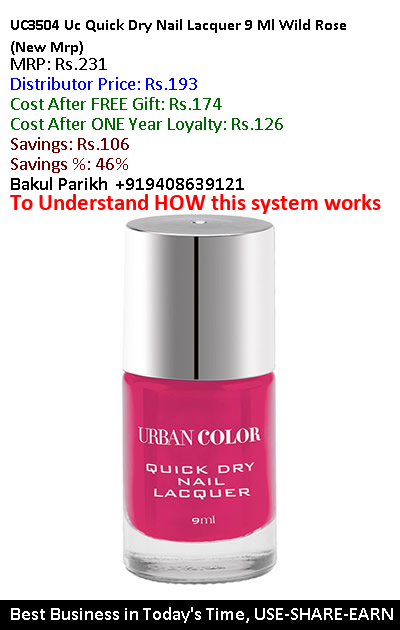 UC3504 Uc Quick Dry Nail Lacquer 9 Ml Wild Rose
(New Mrp)
MRP: Rs.231
Distributor Price: Rs.193
Cost After FREE Gift: Rs.174
Cost After ONE Year Loyalty: Rs.126
Savings: Rs.106
Savings %: 46%
Bakul Parikh +919408639121
To Understand HOW this system works
URBAN COLOR
QUICK DRY
NAIL
LACQUER
9ml
Best Business in Today's Time, USE-SHARE-EARN